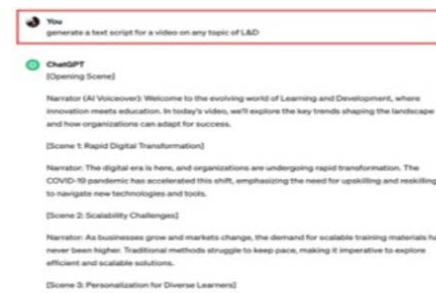 You
generate a text script for a video on any topic of L&D
ChatGPT
[Opening Scene]
Narrator (AI Voiceover): Welcome to the evolving world of Learning and Development, where
innovation meets education. In today's video, we'll explore the key trends shaping the landscape
and how organizations can adapt for success.
[Scene 1: Rapid Digital Transformation]
Narrator: The digital era is here, and organizations are undergoing rapid transformation. The
COVID-19 pandemic has accelerated this shift, emphasizing the need for upskilling and reskilling
to navigate new technologies and tools.
[Scene 2: Scalability Challenges]
Narrator: As businesses grow and markets change, the demand for scalable training materials ha
never been higher. Traditional methods struggle to keep pace, making it imperative to explore
efficient and scalable solutions.
[Scene 3: Personalization for Diverse Learners]